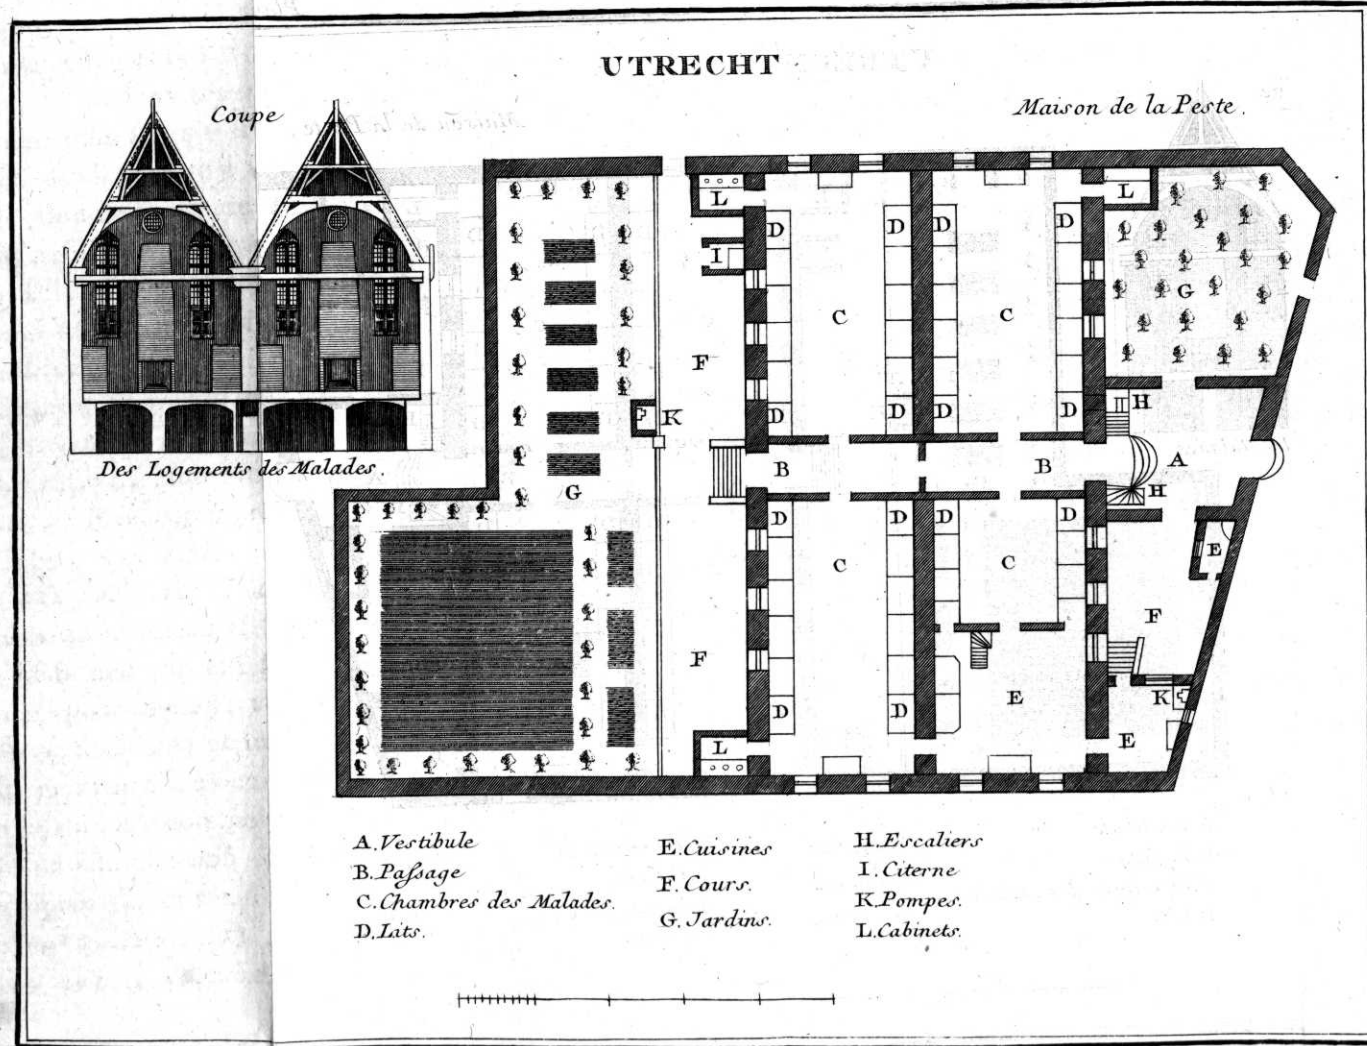 UTRECHT
Coupe
Maison de la Peste.
Des Logements des Malades.
L
L
D
D
D
D
I
G
C
C
F
K
D
D
D
D
H
B
B
A
G
H
D
D
D
D
E
C
C
F
F
E
K
D
D
L
E
A. Vestibule
B. Paſsage
C. Chambres des Malades.
D. Lits.
E. Cuisines
F. Cours.
G. Jardins.
H. Escaliers
I. Citerne
K. Pompes.
L. Cabinets.